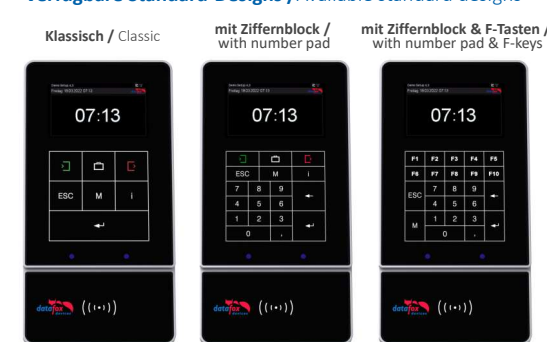 Verfügbare Standard-Designs / Available standard designs
Klassisch / Classic
mit Ziffernblock /
with number pad
mit Ziffernblock & F-Tasten /
with number pad & F-keys
07:13
ESC M i
datafox
devices
07:13
ESC M i
7 8 9
4 5 6
1 2 3
0 ,
datafox
devices
07:13
F1 F2 F3 F4 F5
F6 F7 F8 F9 F10
ESC 7 8 9
4 5 6
M 1 2 3
0 ,
datafox
devices